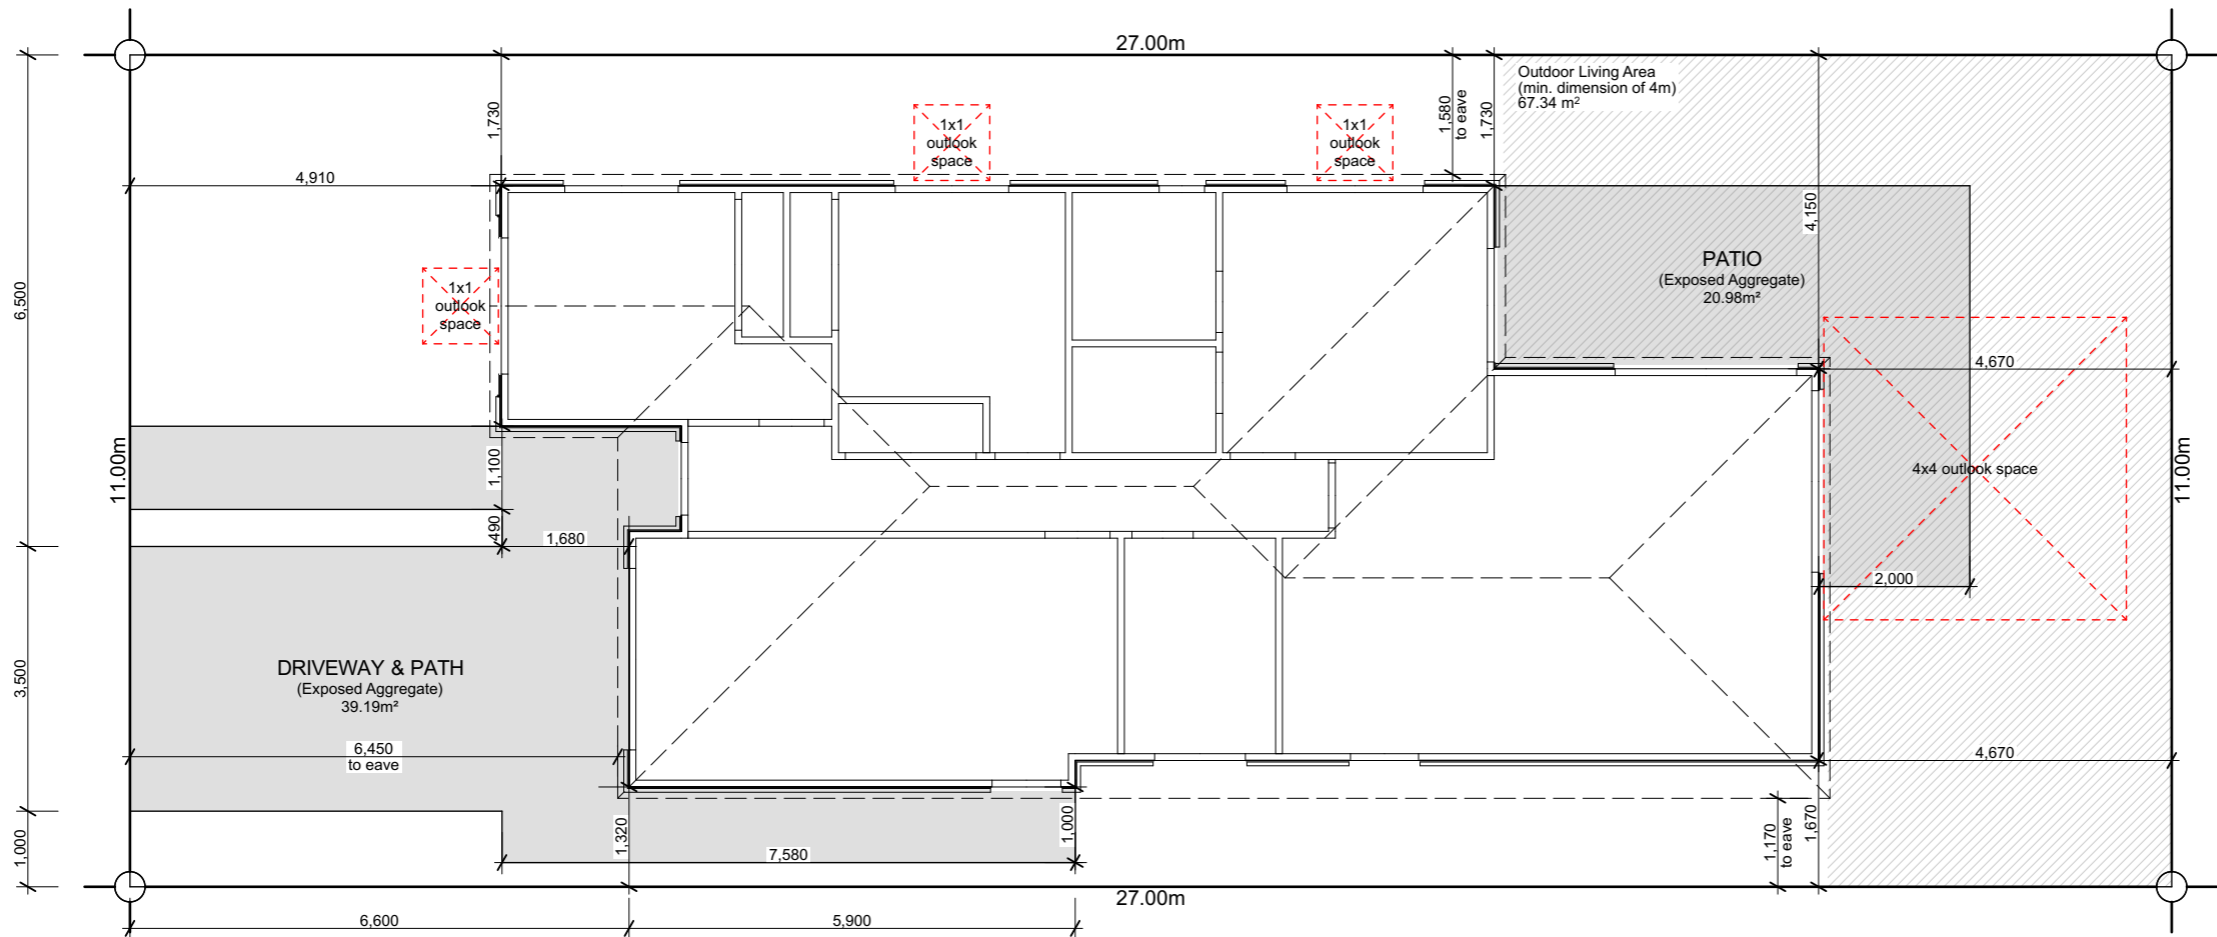 27.00m
Outdoor Living Area
(min. dimension of 4m)
67.34 m²
1,730
1,580
to eave
1,730
1x1
outlook
space
1x1
outlook
space
4,910
4,150
6,500
PATIO
(Exposed Aggregate)
20.98m²
1x1
outlook
space
4,670
11.00m
1,100
4x4 outlook space
11.00m
490
1,680
2,000
3,500
DRIVEWAY & PATH
(Exposed Aggregate)
39.19m²
6,450
to eave
4,670
1,000
1,320
1,000
7,580
1,170
to eave
1,670
27.00m
6,600
5,900